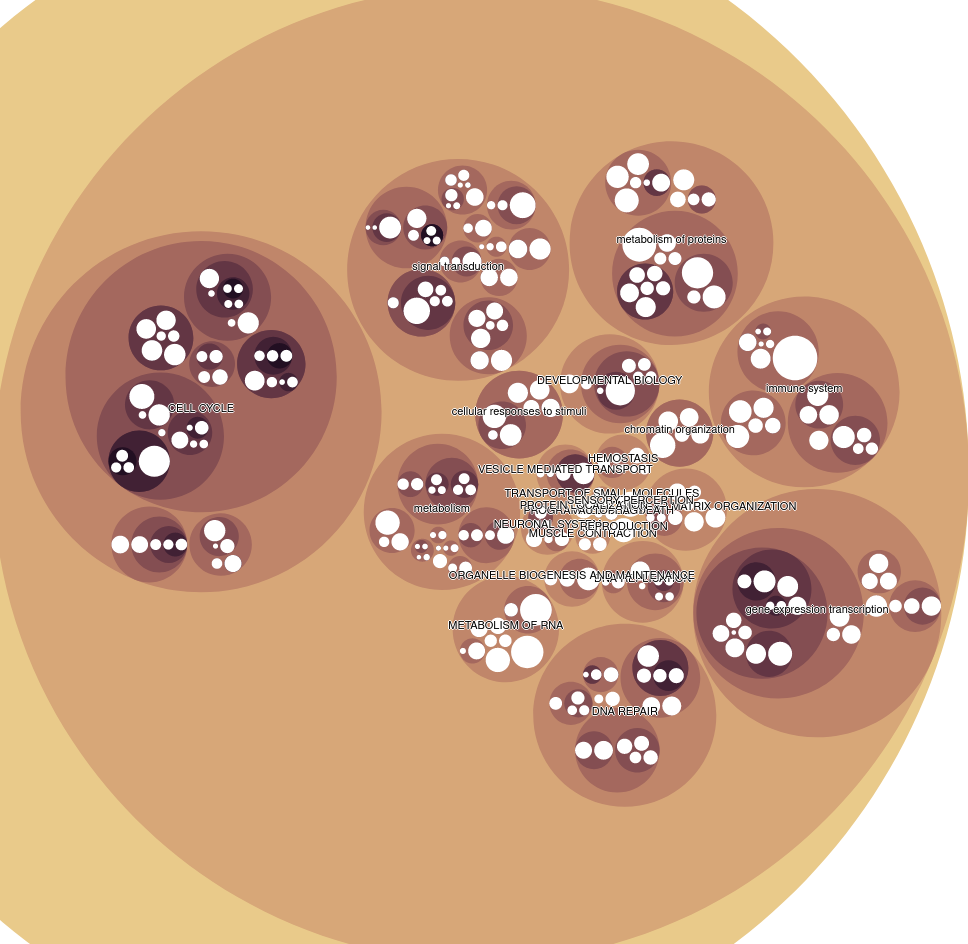 metabolism of proteins
signal transduction
DEVELOPMENTAL BIOLOGY
immune system
CELL CYCLE
cellular responses to stimuli
chromatin organization
HEMOSTASIS
VESICLE MEDIATED TRANSPORT
TRANSPORT OF SMALL MOLECULES
SENSORY PERCEPTION
MATRIX ORGANIZATION
metabolism
REPRODUCTION
MUSCLE CONTRACTION
ORGANELLE BIOGENESIS AND MAINTENANCE
gene expression transcription
METABOLISM OF RNA
DNA REPAIR